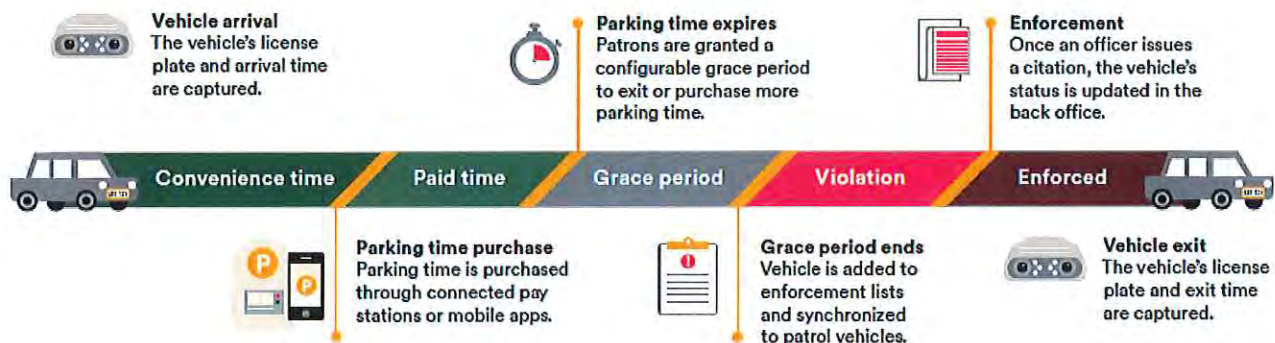 Vehicle arrival
The vehicle's license
plate and arrival time
are captured.
Parking time expires
Patrons are granted a
configurable grace period
to exit or purchase more
parking time.
Enforcement
Once an officer issues
a citation, the vehicle's
status is updated in the
back office.
Convenience time
Paid time
Grace period
Violation
Enforced
P
P
Parking time purchase
Parking time is purchased
through connected pay
stations or mobile apps.
!
Grace period ends
Vehicle is added to
enforcement lists
and synchronized
to patrol vehicles.
Vehicle exit
The vehicle's license
plate and exit time
are captured.